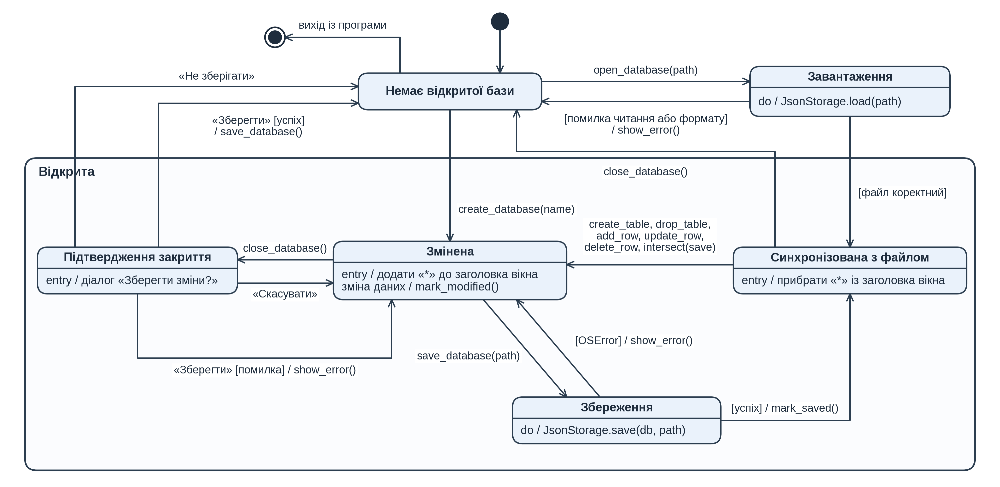 вихід із програми
«Не зберігати»
open_database(path)
Завантаження
Немає відкритої бази
do / JsonStorage.load(path)
«Зберегти» [успіх]
/ save_database()
[помилка читання або формату]
/ show_error()
Відкрита
close_database()
[файл коректний]
create_database(name)
create_table, drop_table,
add_row, update_row,
delete_row, intersect(save)
close_database()
Підтвердження закриття
entry / діалог «Зберегти зміни?»
Змінена
entry / додати «*» до заголовка вікна
зміна даних / mark_modified()
Синхронізована з файлом
entry / прибрати «*» із заголовка вікна
«Скасувати»
[OSError] / show_error()
save_database(path)
«Зберегти» [помилка] / show_error()
Збереження
do / JsonStorage.save(db, path)
[успіх] / mark_saved()